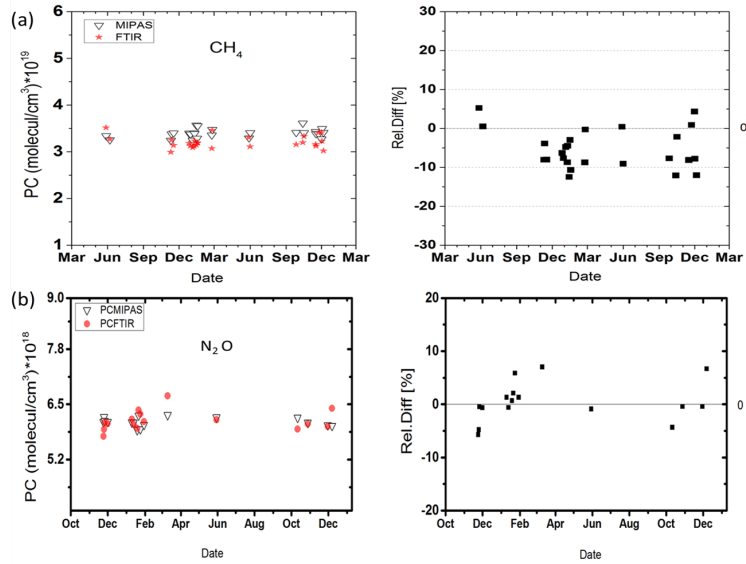 (a)
MIPAS
FTIR
CH4
PC (molecul/cm³)*10¹⁹
6
5
4
3
2
1
Mar Jun Sep Dec Mar Jun Sep Dec Mar
Date
Rel.Diff [%]
30
20
10
0
-10
-20
-30
0
Mar Jun Sep Dec Mar Jun Sep Dec Mar
Date
(b)
PCMIPAS
PCFTIR
N2O
PC (molecul/cm³)*10¹⁸
9.0
7.8
6.5
5.2
Oct Dec Feb Apr Jun Aug Oct Dec
Date
Rel.Diff [%]
20
10
0
-10
-20
0
Oct Dec Feb Apr Jun Aug Oct Dec
Date